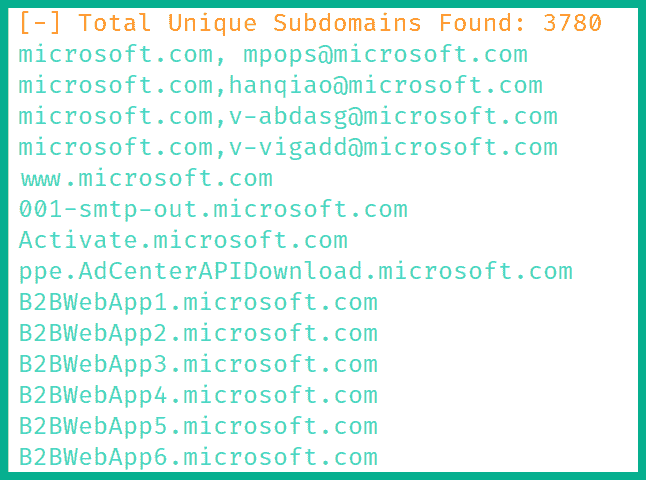 [-] Total Unique Subdomains Found: 3780
microsoft.com, mpops@microsoft.com
microsoft.com,hanqiao@microsoft.com
microsoft.com,v-abdasg@microsoft.com
microsoft.com,v-vigadd@microsoft.com
www.microsoft.com
001-smtp-out.microsoft.com
Activate.microsoft.com
ppe.AdCenterAPIDownload.microsoft.com
B2BWebApp1.microsoft.com
B2BWebApp2.microsoft.com
B2BWebApp3.microsoft.com
B2BWebApp4.microsoft.com
B2BWebApp5.microsoft.com
B2BWebApp6.microsoft.com